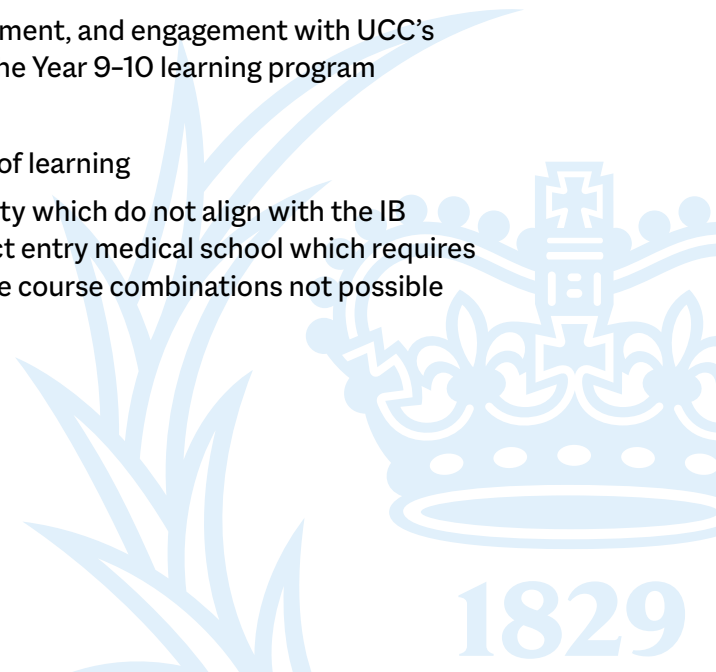 ment, and engagement with UCC’s
he Year 9–10 learning program
of learning
ty which do not align with the IB
ct entry medical school which requires
e course combinations not possible
1829